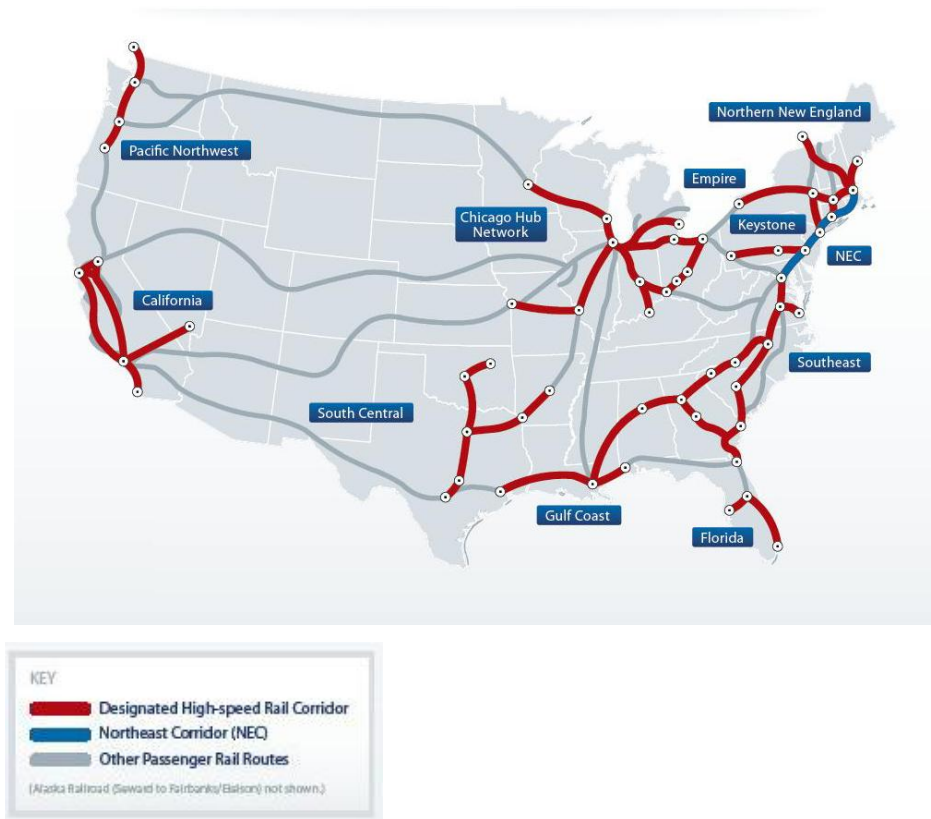 Northern New England
Pacific Northwest
Empire
Chicago Hub
Network
Keystone
NEC
California
Southeast
South Central
Gulf Coast
Florida
KEY
Designated High-speed Rail Corridor
Northeast Corridor (NEC)
Other Passenger Rail Routes
(Alaska Railroad (Seward to Fairbanks/Eielson) not shown.)